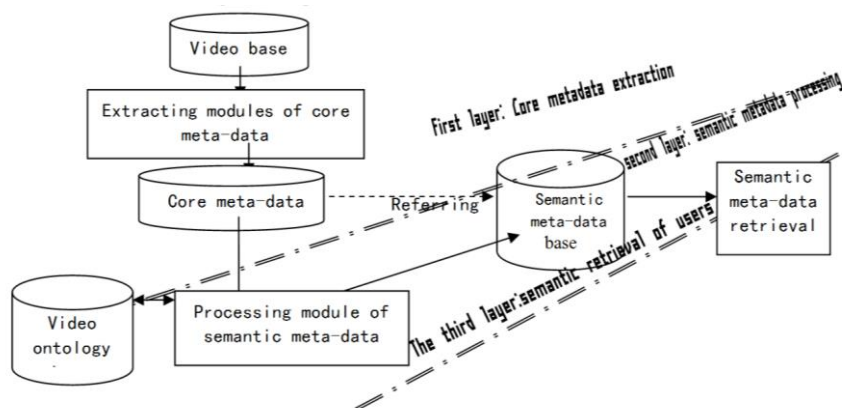 Video base
Extracting modules of core
meta-data
First layer: Core metadata extraction
second layer: semantic metadata processing
Core meta-data
Referring
Semantic
meta-data
base
Semantic
meta-data
retrieval
The third layer:semantic retrieval of users
Video
ontology
Processing module of
semantic meta-data